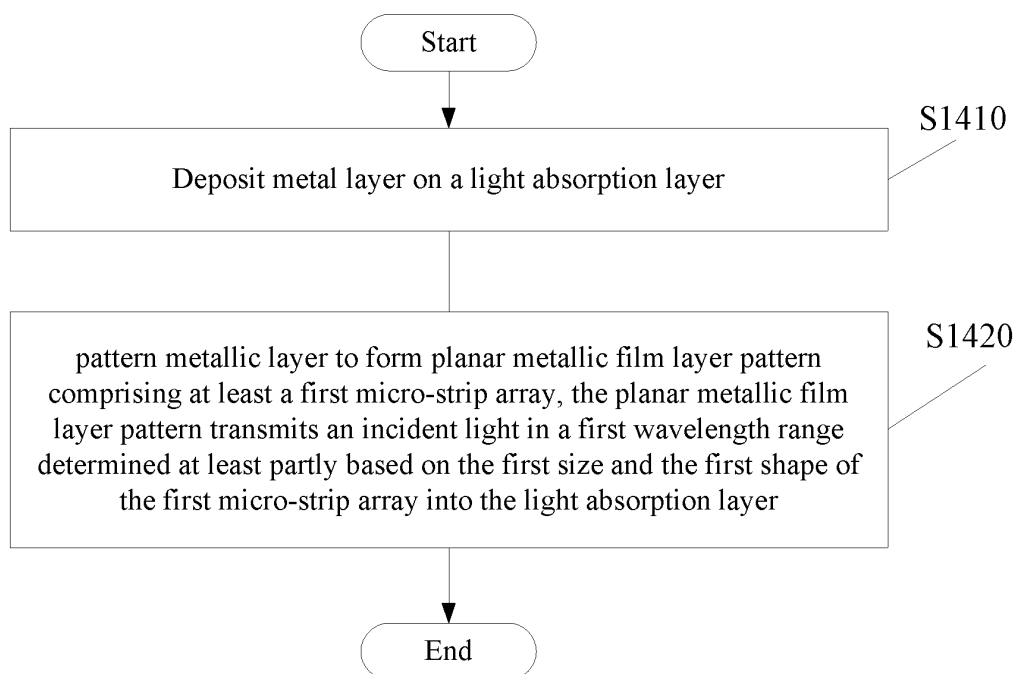 Start
S1410
Deposit metal layer on a light absorption layer
S1420
pattern metallic layer to form planar metallic film layer pattern
comprising at least a first micro-strip array, the planar metallic film
layer pattern transmits an incident light in a first wavelength range
determined at least partly based on the first size and the first shape of
the first micro-strip array into the light absorption layer
End